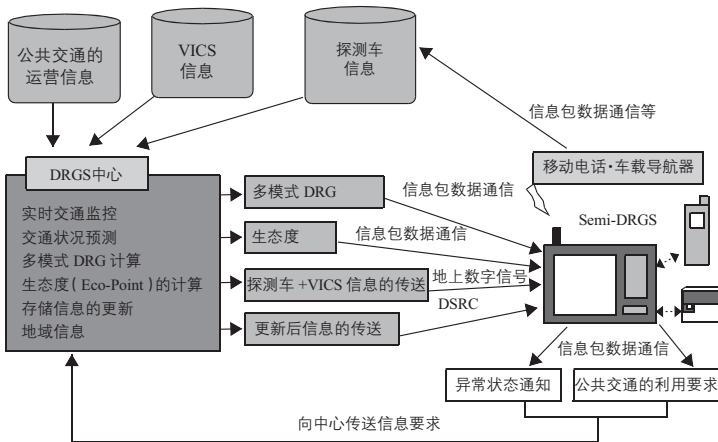 公共交通的
运营信息
VICS
信息
探测车
信息
信息包数据通信等
DRGS中心
移动电话·车载导航器
实时交通监控
交通状况预测
多模式 DRG 计算
生态度(Eco-Point)的计算
存储信息的更新
地域信息
多模式 DRG
信息包数据通信
Semi-DRGS
生态度
信息包数据通信
探测车 +VICS 信息的传送
地上数字信号
DSRC
更新后信息的传送
信息包数据通信
异常状态通知
公共交通的利用要求
向中心传送信息要求